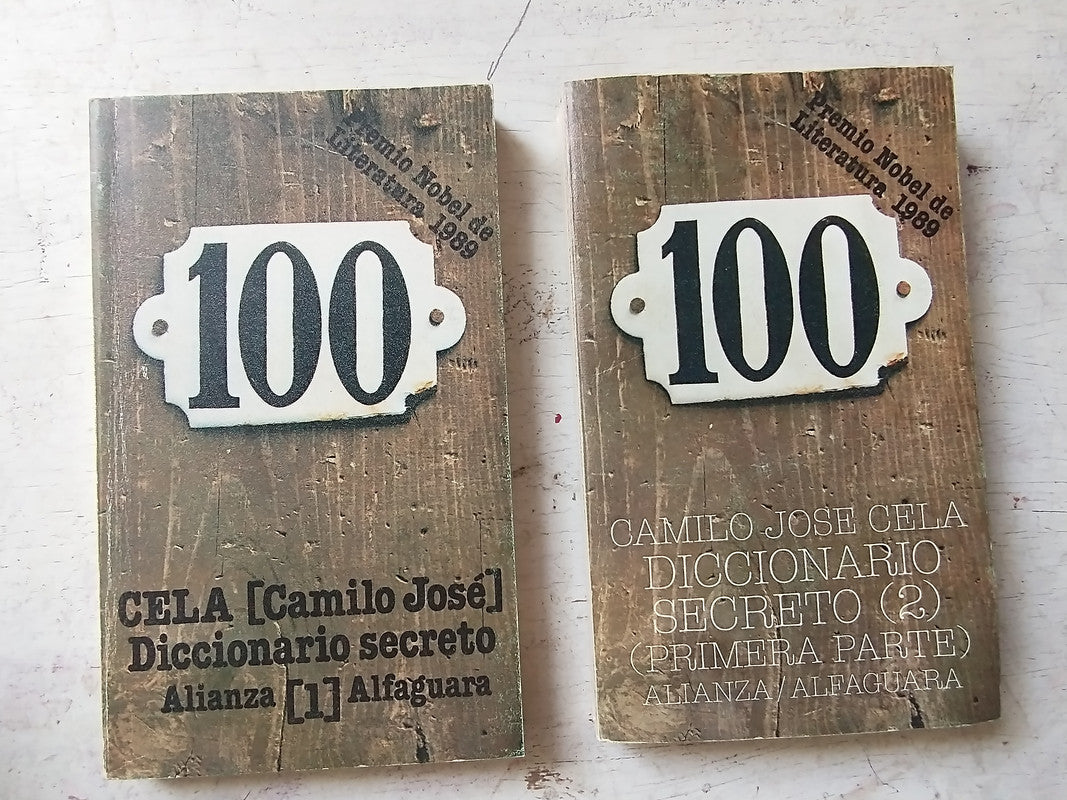 Premio Nobel de
Literatura 1989
100
CELA [Camilo José]
Diccionario secreto
Alianza [1] Alfaguara
Premio Nobel de
Literatura 1989
100
CAMILO JOSE CELA
DICCIONARIO
SECRETO (2)
(PRIMERA PARTE)
ALIANZA/ALFAGUARA